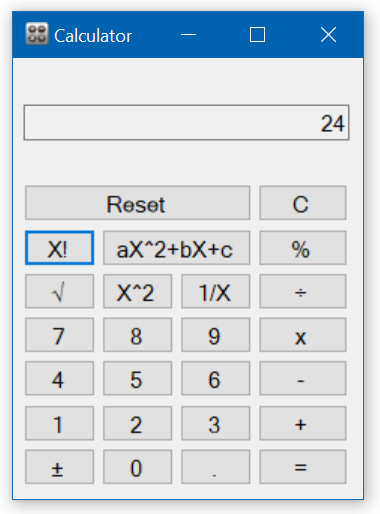 Calculator
24
Reset C
X! aX^2+bX+c %
√ X^2 1/X ÷
7 8 9 x
4 5 6 -
1 2 3 +
± 0 . =